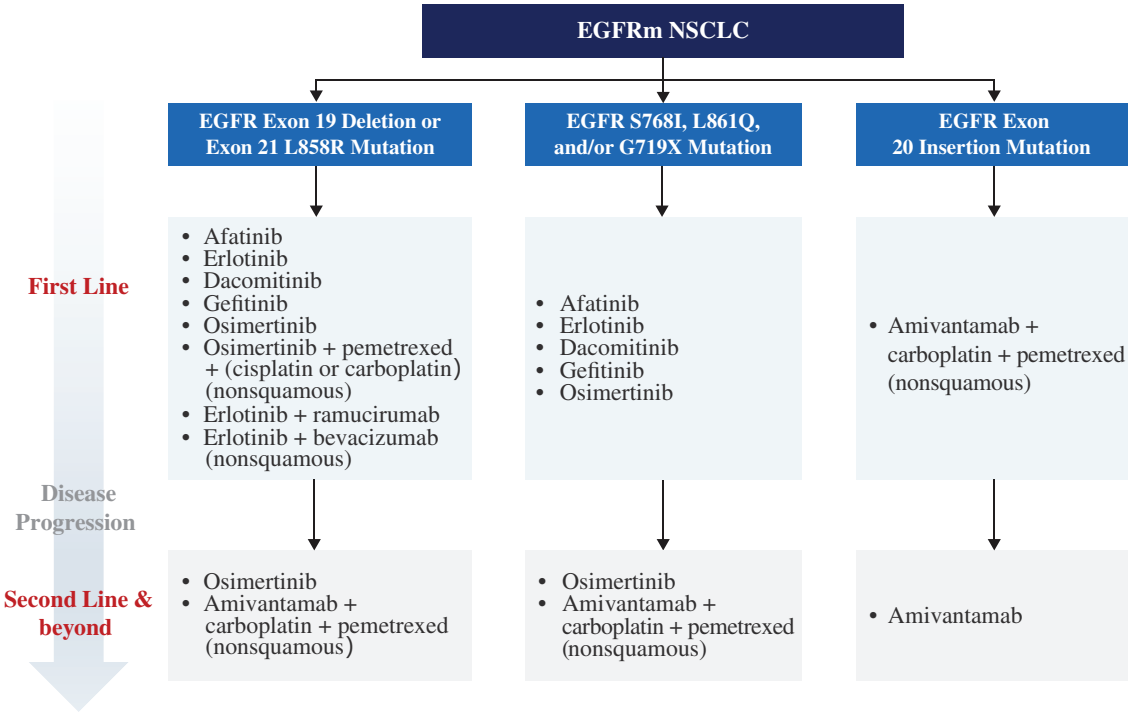 EGFRm NSCLC
EGFR Exon 19 Deletion or
Exon 21 L858R Mutation
EGFR S768I, L861Q,
and/or G719X Mutation
EGFR Exon
20 Insertion Mutation
First Line
• Afatinib
• Erlotinib
• Dacomitinib
• Gefitinib
• Osimertinib
• Osimertinib + pemetrexed
+ (cisplatin or carboplatin)
(nonsquamous)
• Erlotinib + ramucirumab
• Erlotinib + bevacizumab
(nonsquamous)
• Afatinib
• Erlotinib
• Dacomitinib
• Gefitinib
• Osimertinib
• Amivantamab +
carboplatin + pemetrexed
(nonsquamous)
Disease
Progression
Second Line &
beyond
• Osimertinib
• Amivantamab +
carboplatin + pemetrexed
(nonsquamous)
• Osimertinib
• Amivantamab +
carboplatin + pemetrexed
(nonsquamous)
• Amivantamab